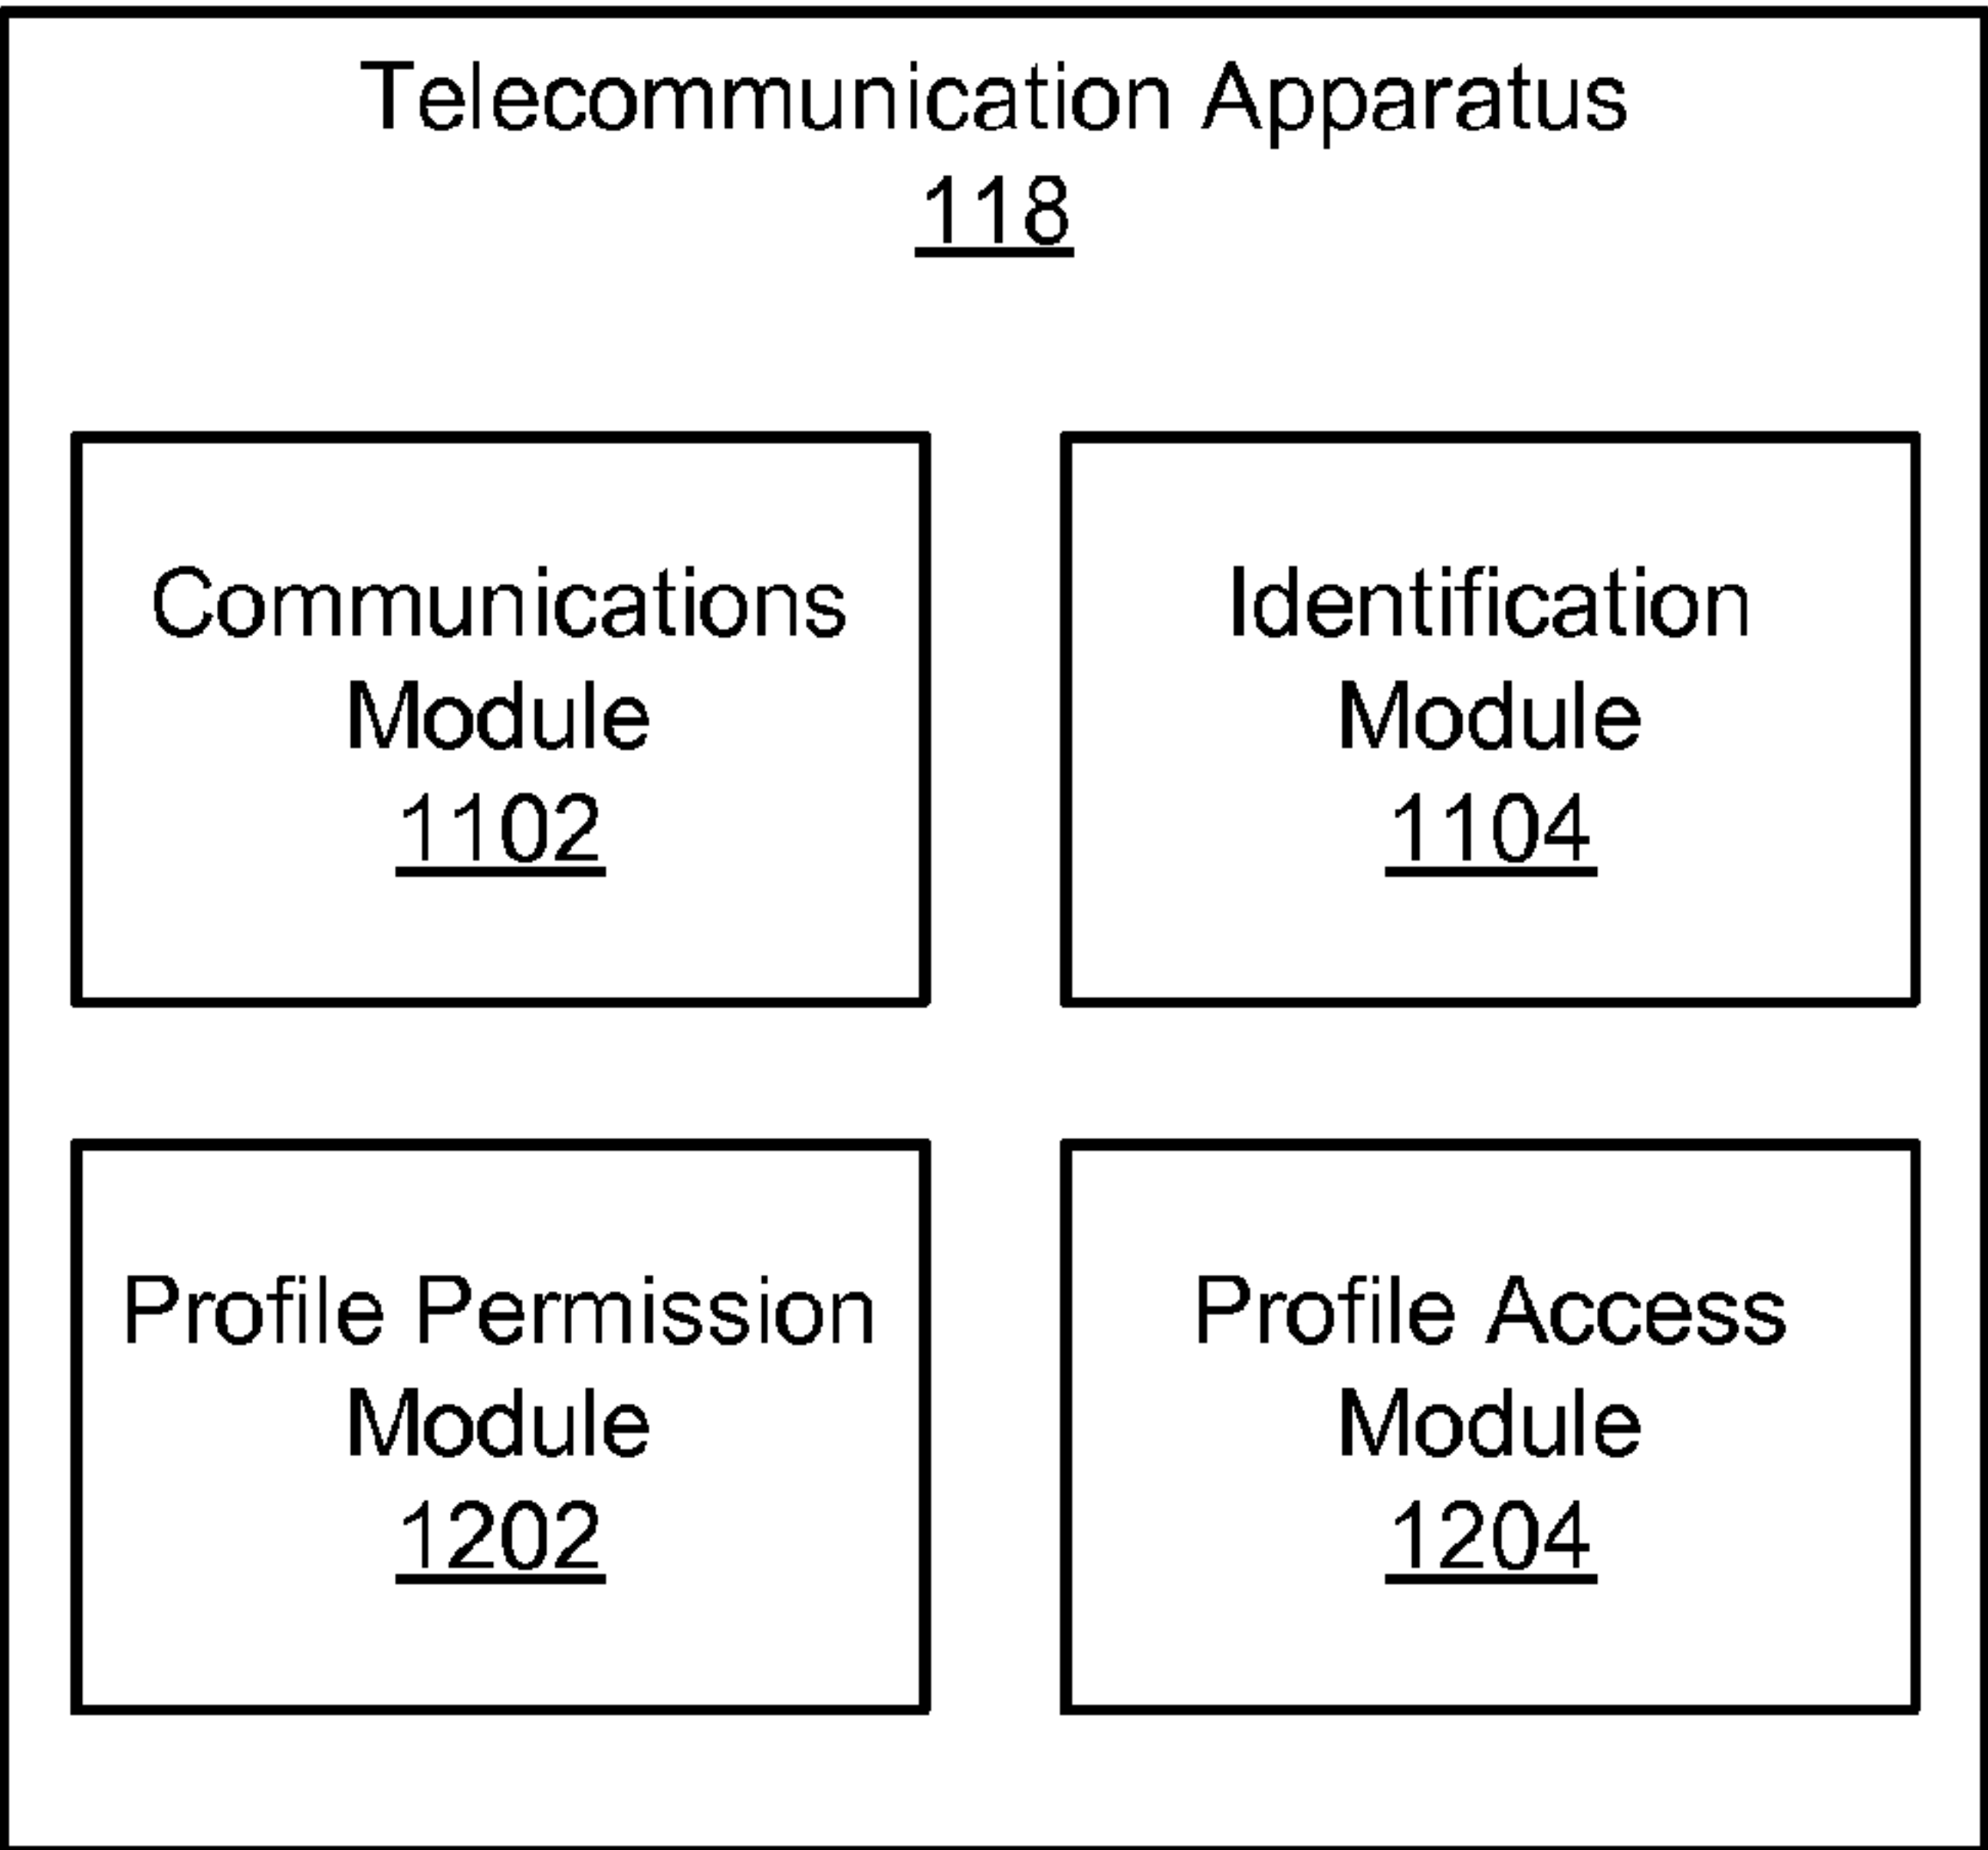 Telecommunication Apparatus
118
Communications
Module
1102
Identification
Module
1104
Profile Permission
Module
1202
Profile Access
Module
1204